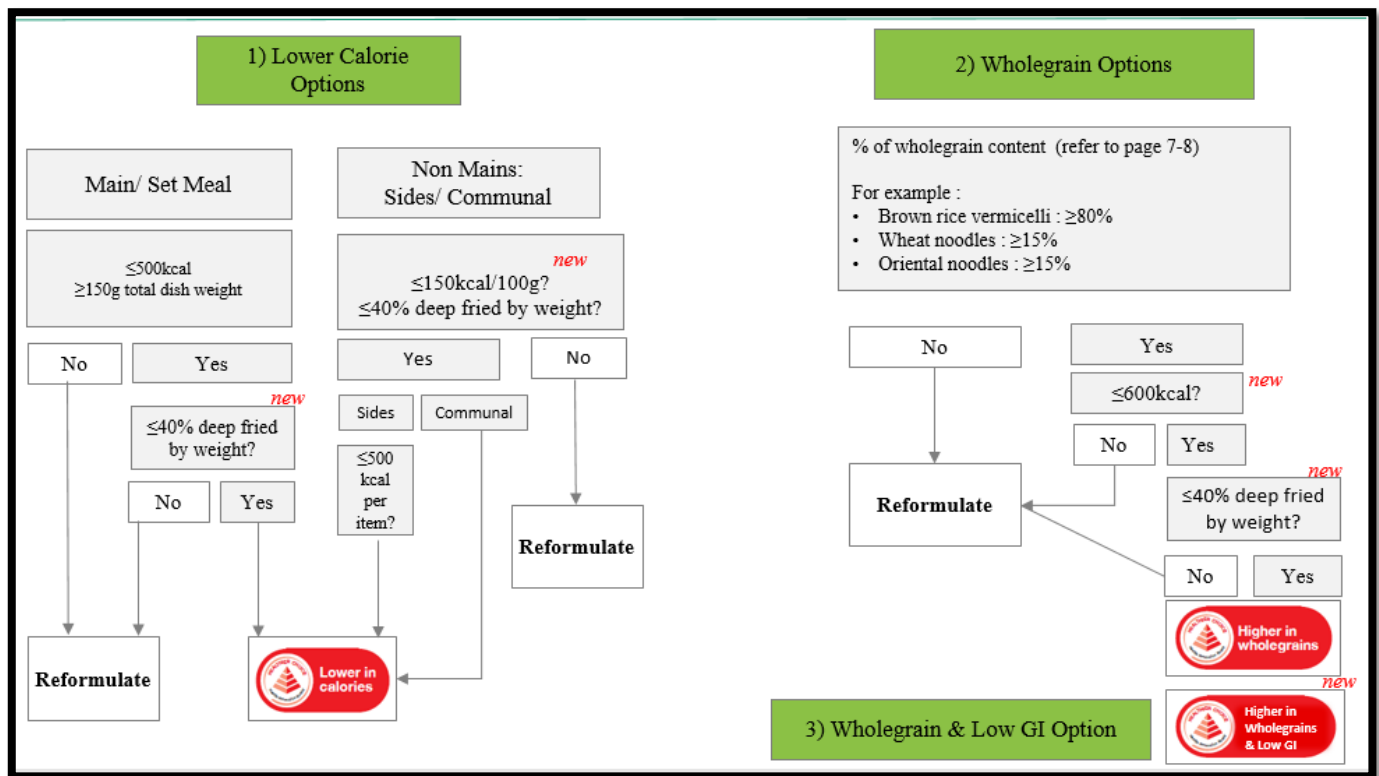 1) Lower Calorie
Options
Main/ Set Meal
≤500kcal
≥150g total dish weight
No
Yes
new
≤40% deep fried
by weight?
No
Yes
Reformulate
Non Mains:
Sides/ Communal
new
≤150kcal/100g?
≤40% deep fried by weight?
Yes
No
Sides
Communal
≤500
kcal
per
item?
Reformulate
Lower in
calories
2) Wholegrain Options
% of wholegrain content (refer to page 7-8)
For example :
• Brown rice vermicelli : ≥80%
• Wheat noodles : ≥15%
• Oriental noodles : ≥15%
No
Yes
≤600kcal?
new
No
Yes
Reformulate
new
≤40% deep fried
by weight?
No
Yes
HEALTHIER CHOICE
Higher in
wholegrains
new
3) Wholegrain & Low GI Option
Higher in
Wholegrains
& Low GI